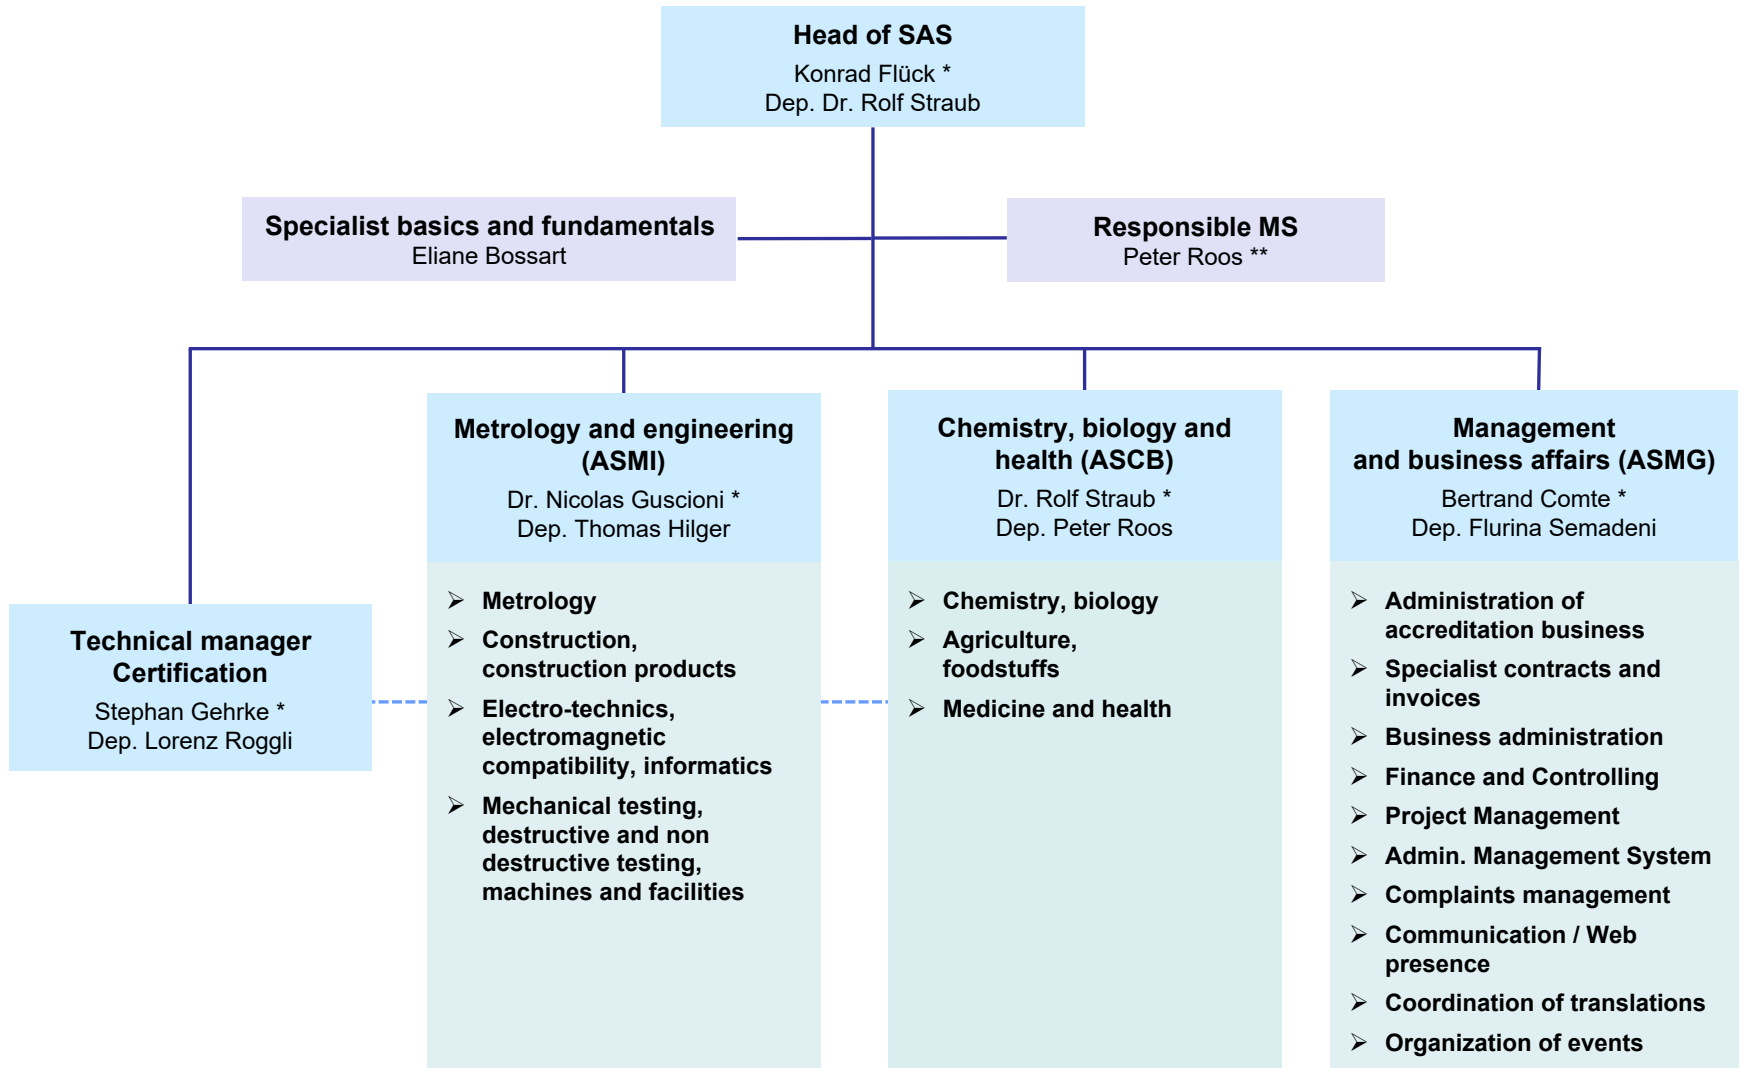 Head of SAS
Konrad Flück *
Dep. Dr. Rolf Straub
Specialist basics and fundamentals
Eliane Bossart
Responsible MS
Peter Roos **
Technical manager
Certification
Stephan Gehrke *
Dep. Lorenz Roggli
Metrology and engineering
(ASMI)
Dr. Nicolas Guscioni *
Dep. Thomas Hilger
➢ Metrology
➢ Construction,
construction products
➢ Electro-technics,
electromagnetic
compatibility, informatics
➢ Mechanical testing,
destructive and non
destructive testing,
machines and facilities
Chemistry, biology and
health (ASCB)
Dr. Rolf Straub *
Dep. Peter Roos
➢ Chemistry, biology
➢ Agriculture,
foodstuffs
➢ Medicine and health
Management
and business affairs (ASMG)
Bertrand Comte *
Dep. Flurina Semadeni
➢ Administration of
accreditation business
➢ Specialist contracts and
invoices
➢ Business administration
➢ Finance and Controlling
➢ Project Management
➢ Admin. Management System
➢ Complaints management
➢ Communication / Web
presence
➢ Coordination of translations
➢ Organization of events